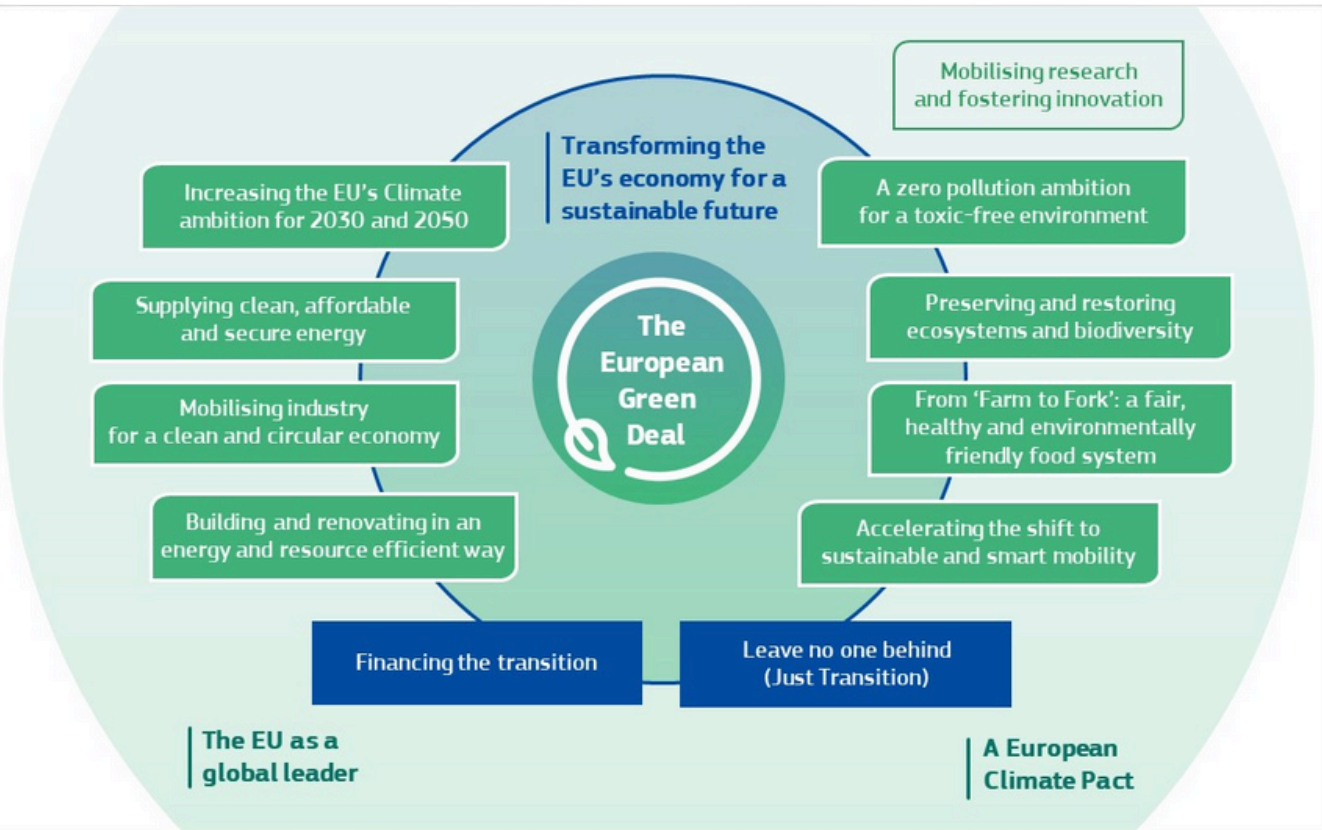 Mobilising research
and fostering innovation
Transforming the
EU's economy for a
sustainable future
Increasing the EU's Climate
ambition for 2030 and 2050
A zero pollution ambition
for a toxic-free environment
Supplying clean, affordable
and secure energy
Preserving and restoring
ecosystems and biodiversity
The
European
Green
Deal
Mobilising industry
for a clean and circular economy
From ‘Farm to Fork’: a fair,
healthy and environmentally
friendly food system
Building and renovating in an
energy and resource efficient way
Accelerating the shift to
sustainable and smart mobility
Financing the transition
Leave no one behind
(Just Transition)
The EU as a
global leader
A European
Climate Pact